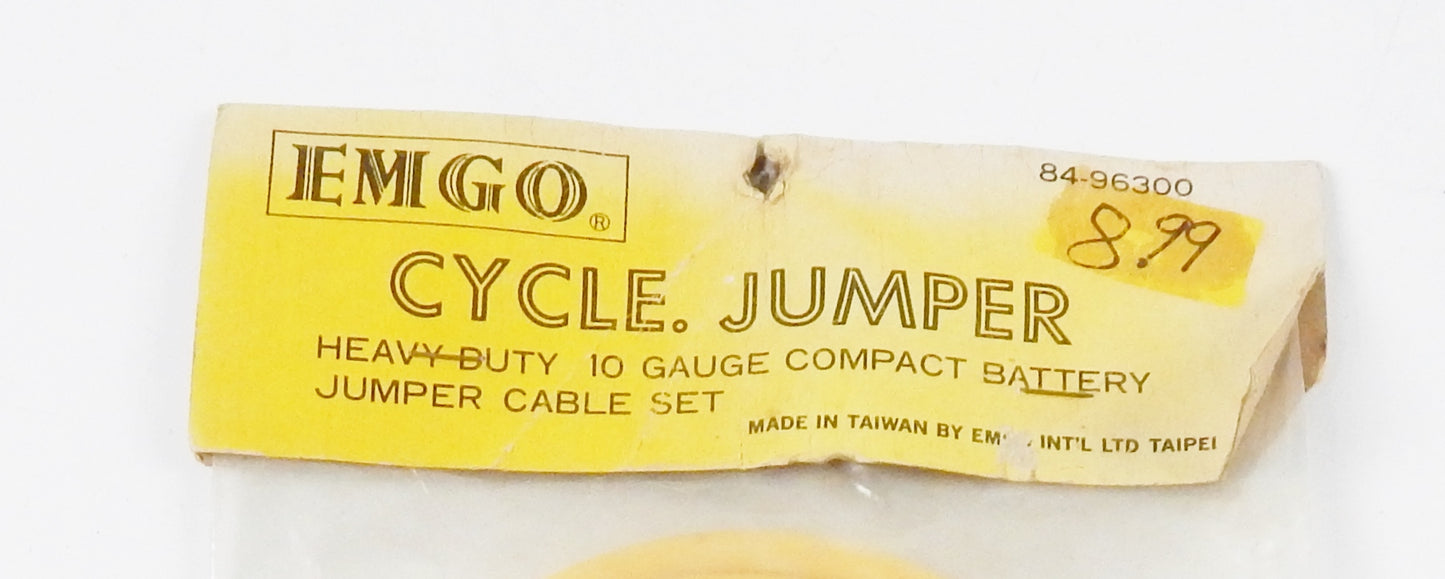 EMGO®
84-96300
8.99
CYCLE. JUMPER
HEAVY DUTY 10 GAUGE COMPACT BATTERY
JUMPER CABLE SET
MADE IN TAIWAN BY INT'L LTD TAIPEI